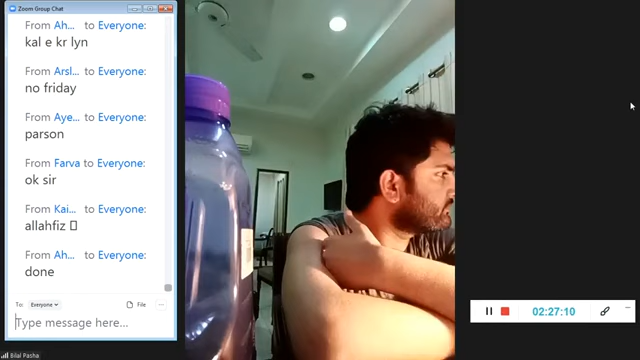 Zoom Group Chat
From Ah... to Everyone:
kal e kr lyn
From Arsl... to Everyone:
no friday
From Aye... to Everyone:
parson
From Farva to Everyone:
ok sir
From Kai... to Everyone:
allahfiz
From Ah... to Everyone:
done
To: Everyone
File
Type message here...
Bilal Pasha
02:27:10